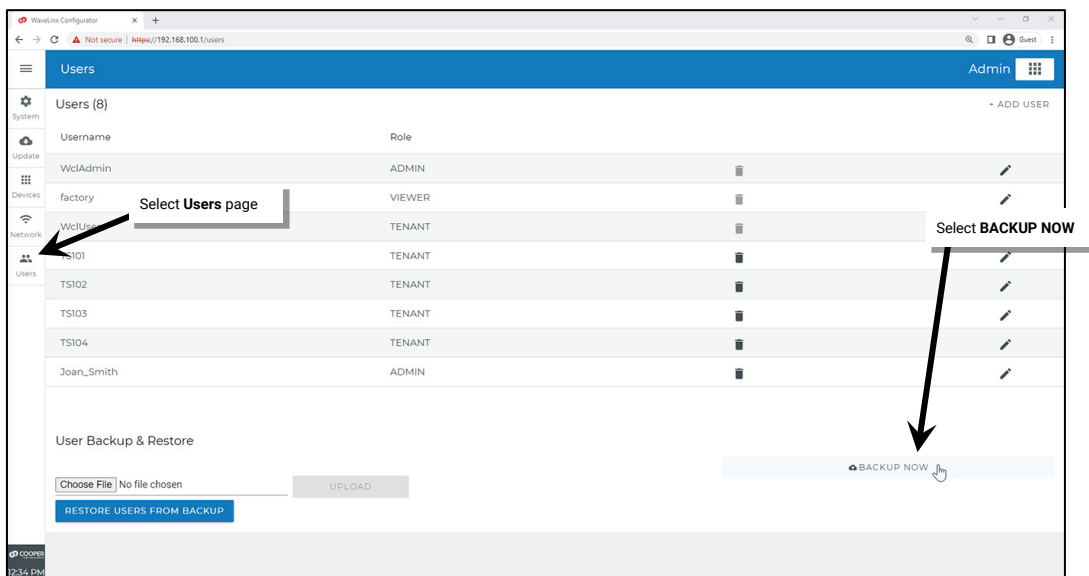 WaveLinx Configurator
Not secure | https://192.168.100.1/users
Guest
Users
Admin
System
Users (8)
+ ADD USER
Username
Role
Update
WclAdmin
ADMIN
Devices
factory
VIEWER
Select Users page
Network
WclUse
TENANT
Select BACKUP NOW
Users
TS101
TENANT
TS102
TENANT
TS103
TENANT
TS104
TENANT
Joan_Smith
ADMIN
User Backup & Restore
BACKUP NOW
Choose File No file chosen
UPLOAD
RESTORE USERS FROM BACKUP
COOPER
12:34 PM